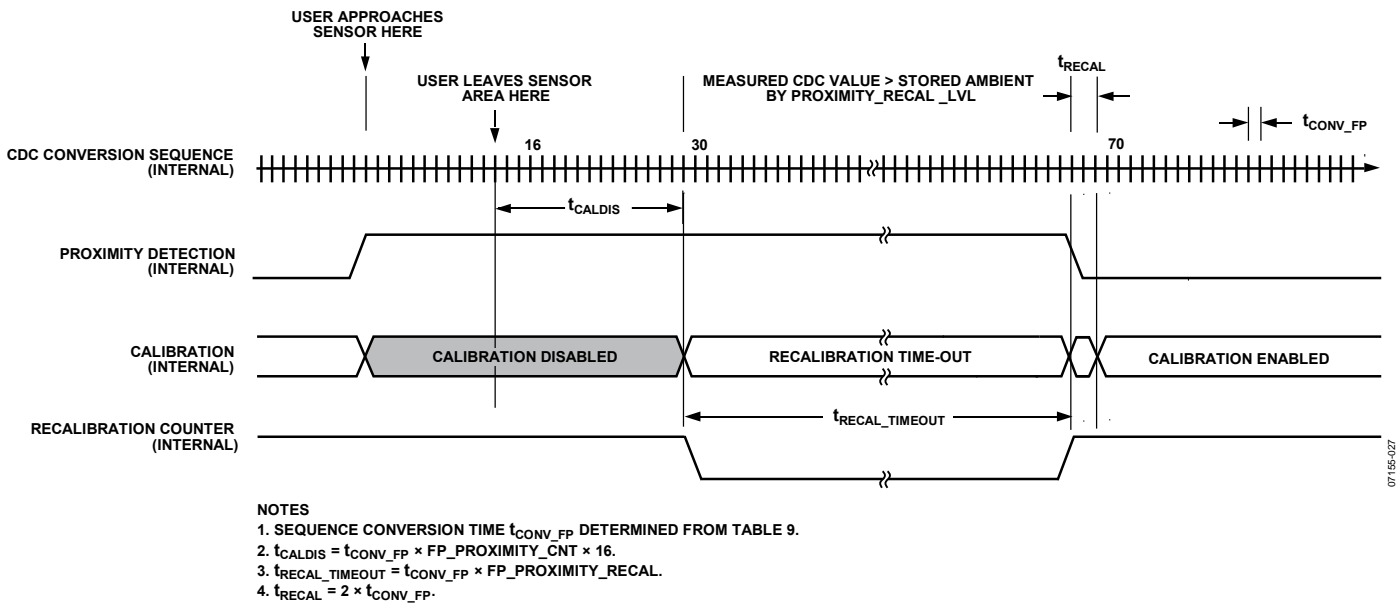 USER APPROACHES
SENSOR HERE
USER LEAVES SENSOR
AREA HERE
MEASURED CDC VALUE > STORED AMBIENT
BY PROXIMITY_RECAL _LVL
tRECAL
tCONV_FP
CDC CONVERSION SEQUENCE
(INTERNAL)
16
30
70
tCALDIS
PROXIMITY DETECTION
(INTERNAL)
CALIBRATION
(INTERNAL)
CALIBRATION DISABLED
RECALIBRATION TIME-OUT
CALIBRATION ENABLED
tRECAL_TIMEOUT
RECALIBRATION COUNTER
(INTERNAL)
07155-027
NOTES
1. SEQUENCE CONVERSION TIME tCONV_FP DETERMINED FROM TABLE 9.
2. tCALDIS = tCONV_FP × FP_PROXIMITY_CNT × 16.
3. tRECAL_TIMEOUT = tCONV_FP × FP_PROXIMITY_RECAL.
4. tRECAL = 2 × tCONV_FP.